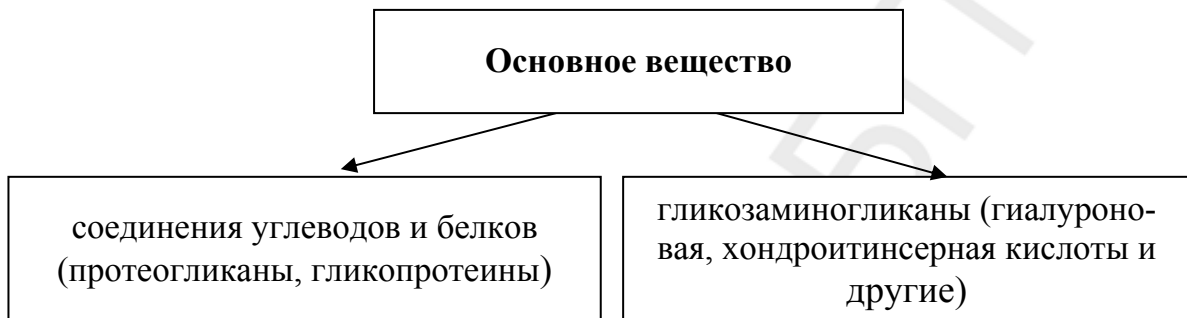 Основное вещество
соединения углеводов и белков
(протеогликаны, гликопротеины)
гликозаминогликаны (гиалуроно-
вая, хондроитинсерная кислоты и
другие)